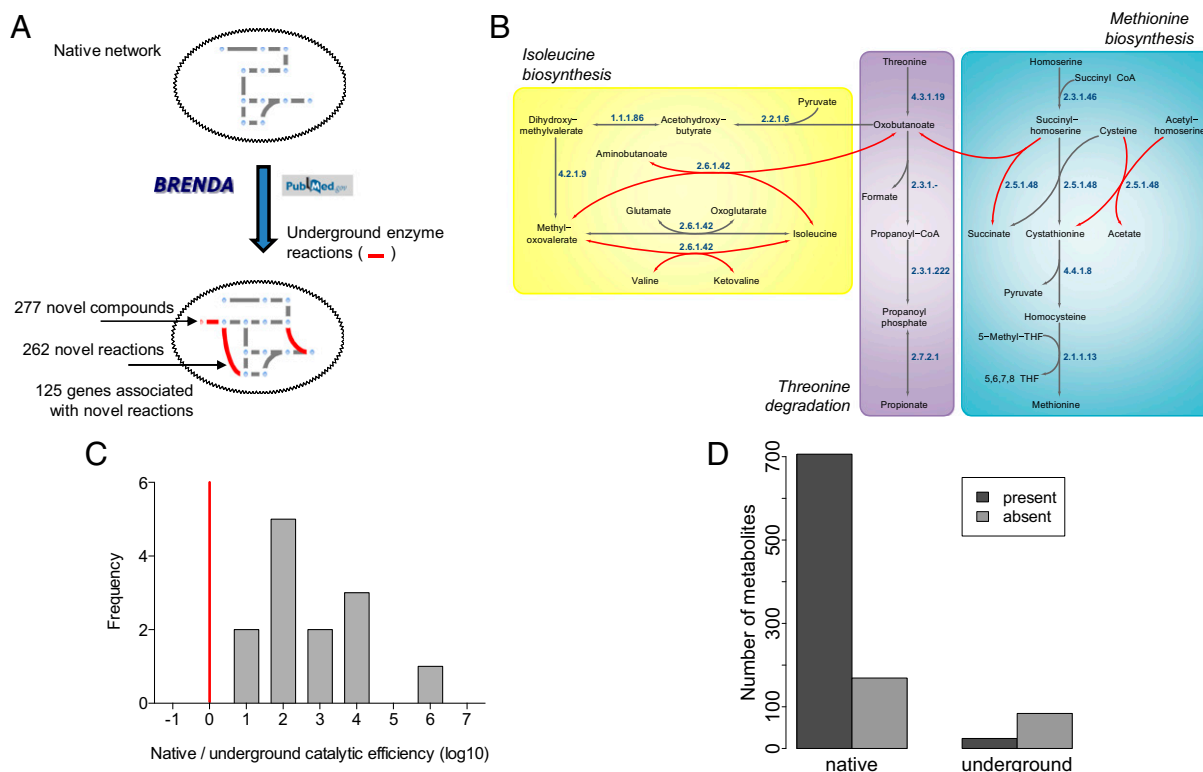 A
Native network
BRENDA
PubMed.gov
Underground enzyme
reactions ( )
277 novel compounds
262 novel reactions
125 genes associated
with novel reactions
B
Isoleucine
biosynthesis
Methionine
biosynthesis
Threonine
degradation
Dihydroxy–
methylvalerate
1.1.1.86
Acetohydroxy–
butyrate
2.2.1.6
Pyruvate
4.2.1.9
Aminobutanoate
2.6.1.42
Glutamate
Oxoglutarate
2.6.1.42
Methyl–
oxovalerate
Isoleucine
2.6.1.42
Valine
Ketovaline
Threonine
4.3.1.19
Oxobutanoate
2.3.1.-
Formate
Propanoyl–CoA
2.3.1.222
Propanoyl
phosphate
2.7.2.1
Propionate
Homoserine
Succinyl CoA
2.3.1.46
Succinyl–
homoserine
Cysteine
Acetyl–
homoserine
2.5.1.48
2.5.1.48
2.5.1.48
Succinate
Cystathionine
Acetate
4.4.1.8
Pyruvate
Homocysteine
5–Methyl–THF
2.1.1.13
5,6,7,8 THF
Methionine
C
Frequency
6
4
2
0
-1 0 1 2 3 4 5 6 7
Native / underground catalytic efficiency (log10)
D
Number of metabolites
700
500
300
100
0
present
absent
native underground